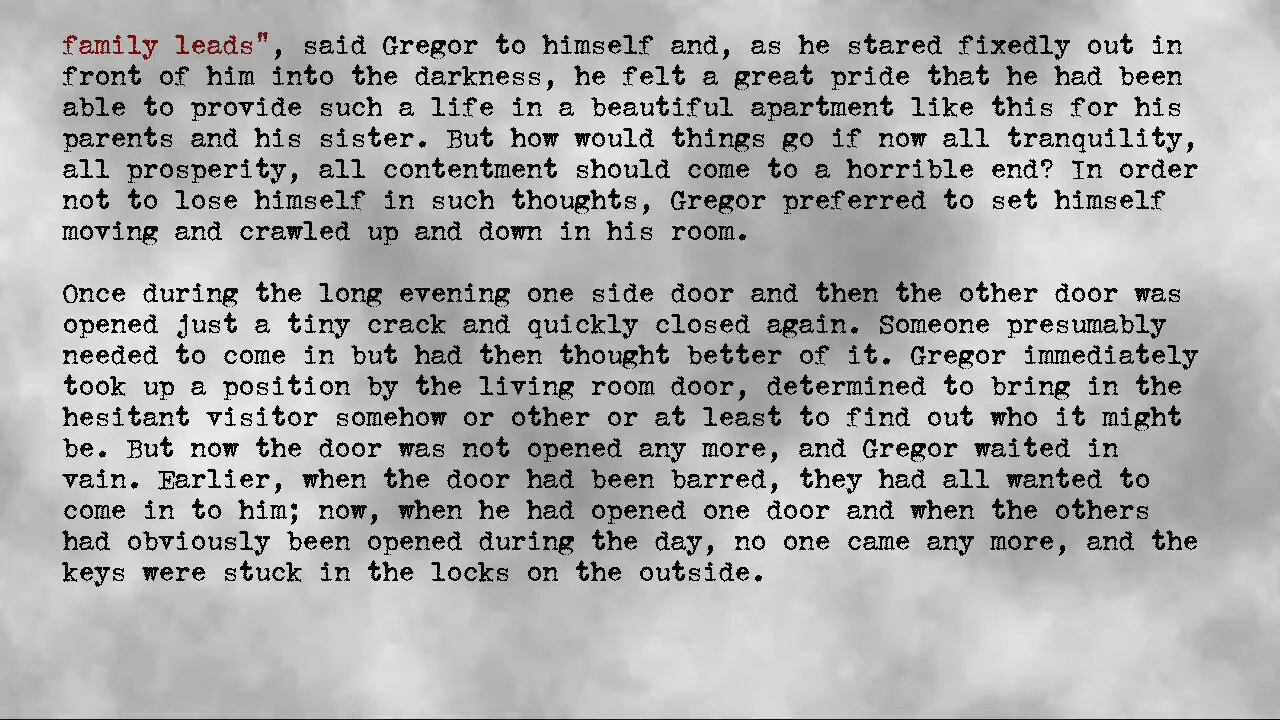 family leads", said Gregor to himself and, as he stared fixedly out in
front of him into the darkness, he felt a great pride that he had been
able to provide such a life in a beautiful apartment like this for his
parents and his sister. But how would things go if now all tranquility,
all prosperity, all contentment should come to a horrible end? In order
not to lose himself in such thoughts, Gregor preferred to set himself
moving and crawled up and down in his room.

Once during the long evening one side door and then the other door was
opened just a tiny crack and quickly closed again. Someone presumably
needed to come in but had then thought better of it. Gregor immediately
took up a position by the living room door, determined to bring in the
hesitant visitor somehow or other or at least to find out who it might
be. But now the door was not opened any more, and Gregor waited in
vain. Earlier, when the door had been barred, they had all wanted to
come in to him; now, when he had opened one door and when the others
had obviously been opened during the day, no one came any more, and the
keys were stuck in the locks on the outside.